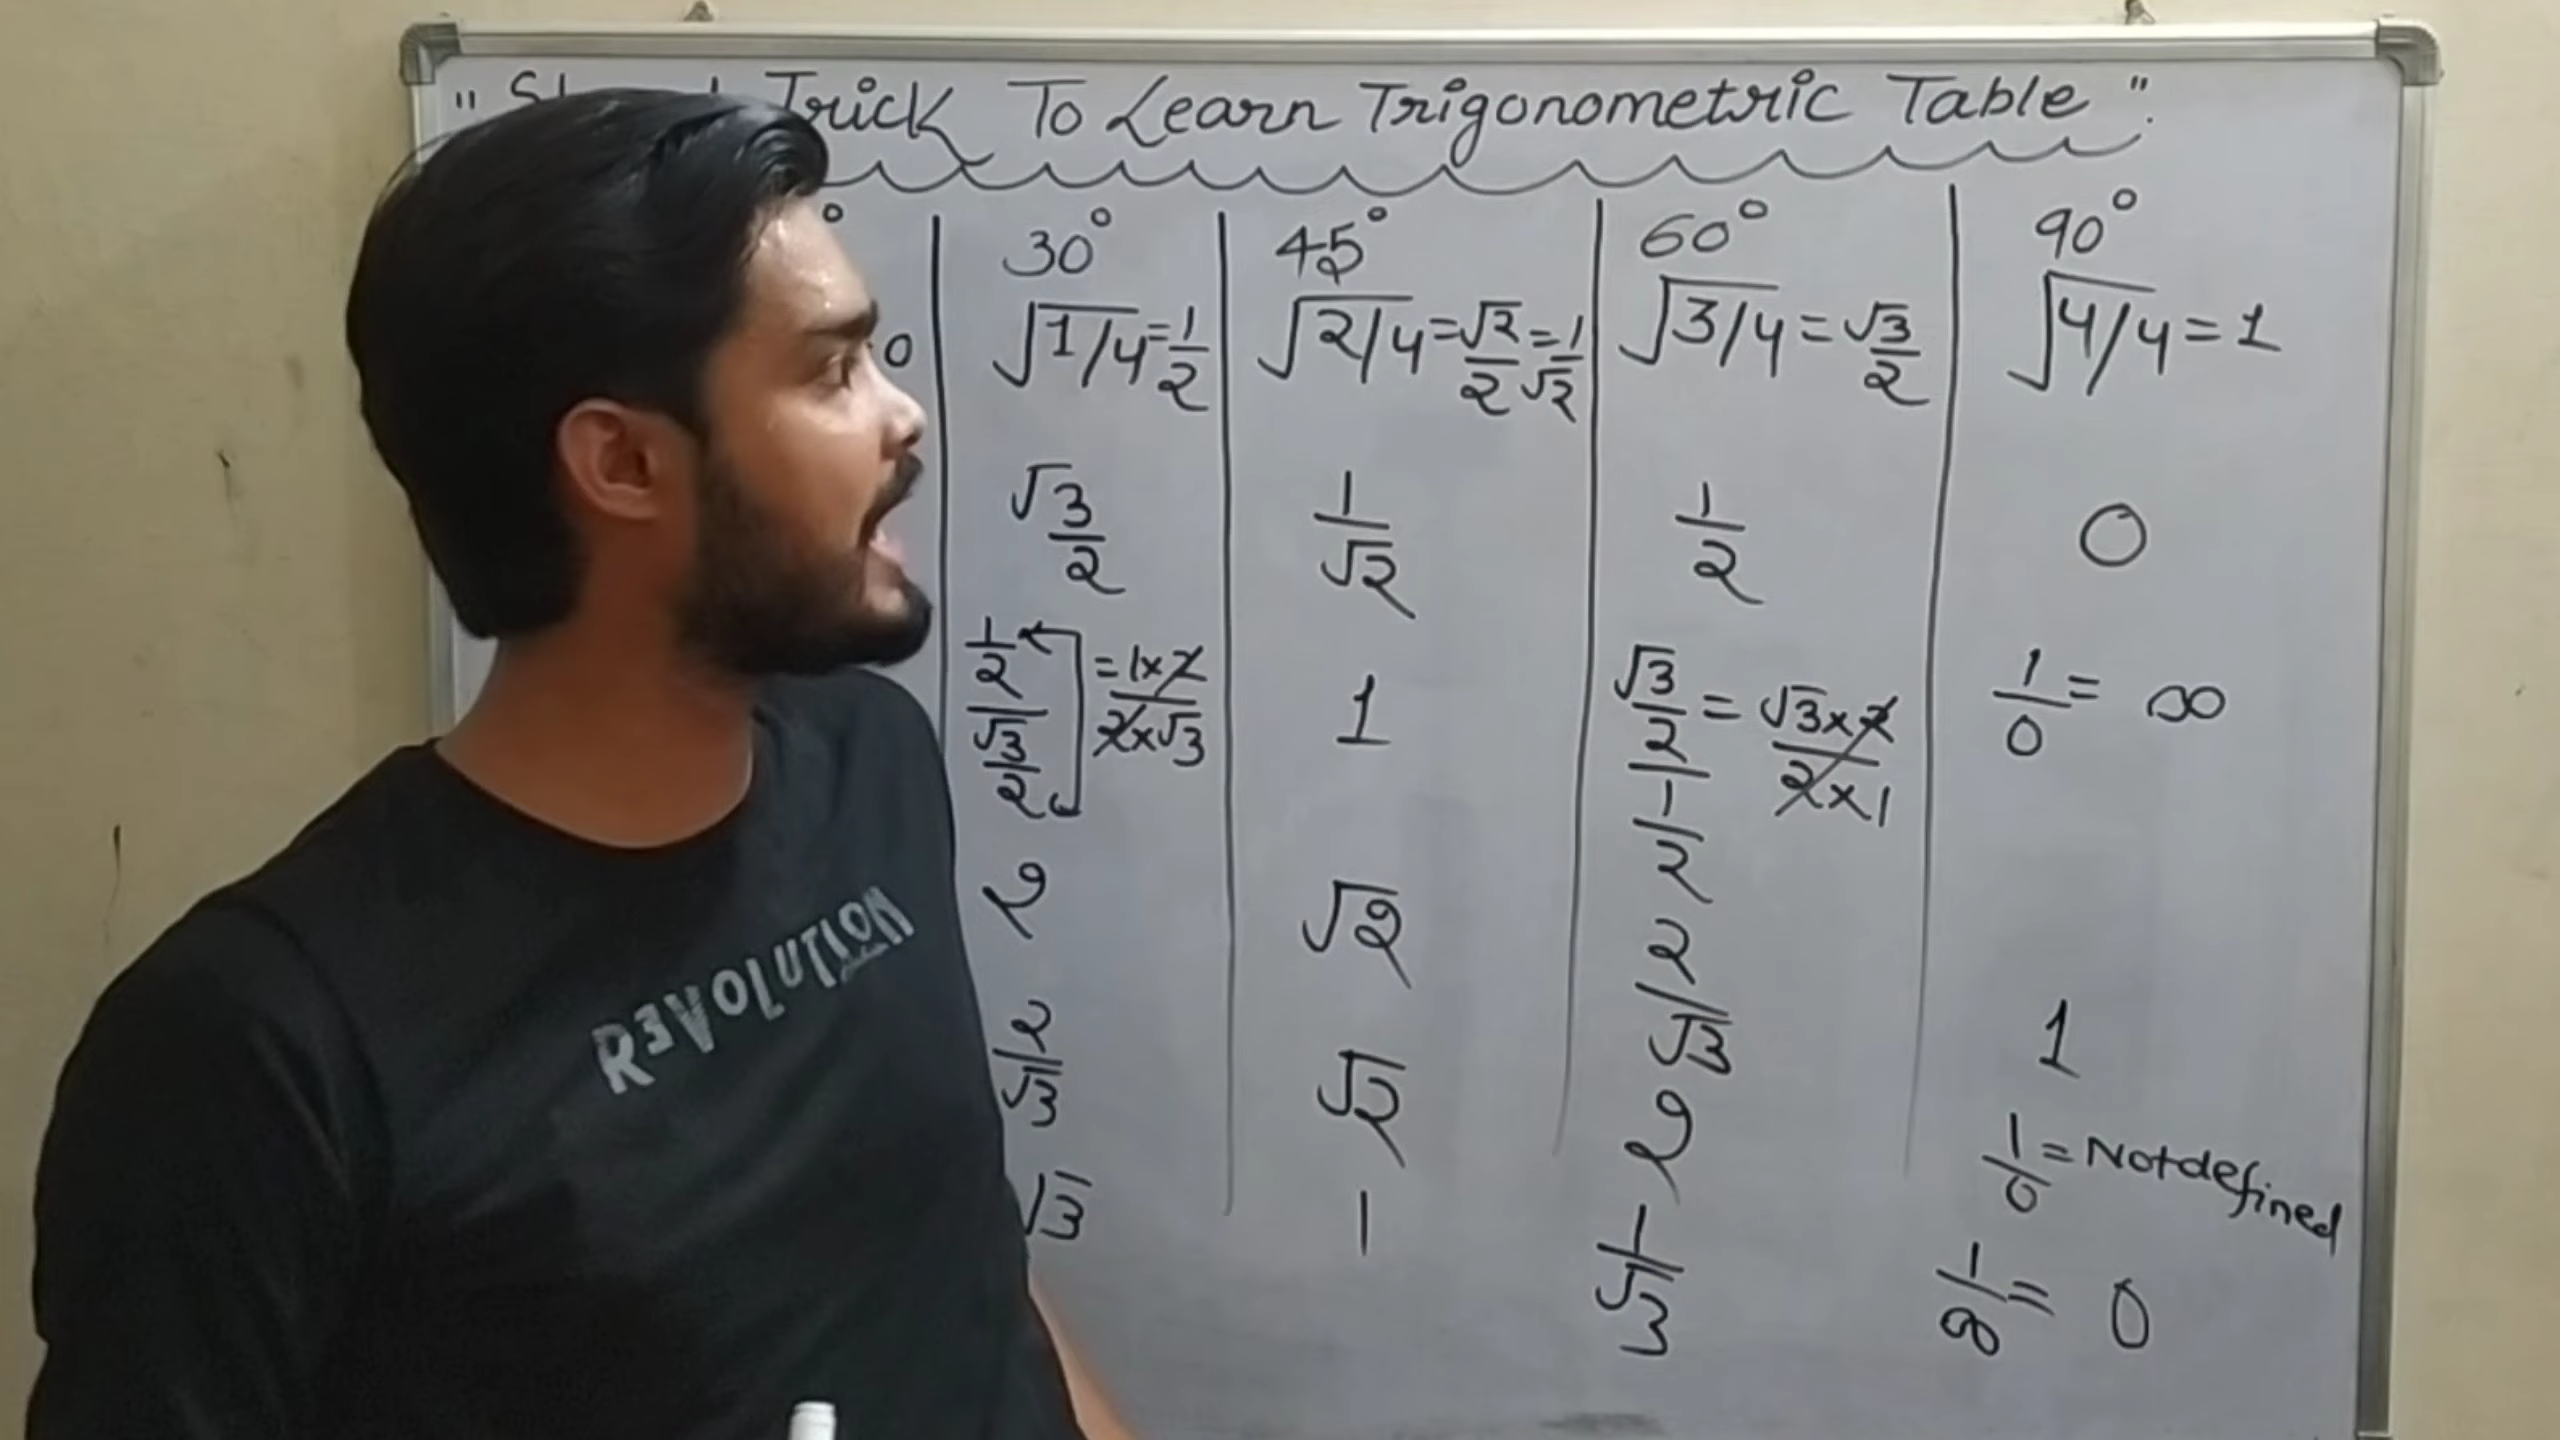 " Trick To Learn Trigonometric Table ".
30° 45° 60° 90°
0 √1/4 = 1/2 √2/4 = √2/2 = 1/√2 √3/4 = √3/2 √4/4 = 1
√3/2 1/√2 1/2 0
1/2/√3/2 = 1×2/2×√3 1 √3/2/1/2 = √3×2/2×1 1/0 = ∞
2 √2 2/√3 1
2/√3 √2 2 1/0 = Not defined
√3 1 1/√3 1/∞ = 0
REVOLUTION